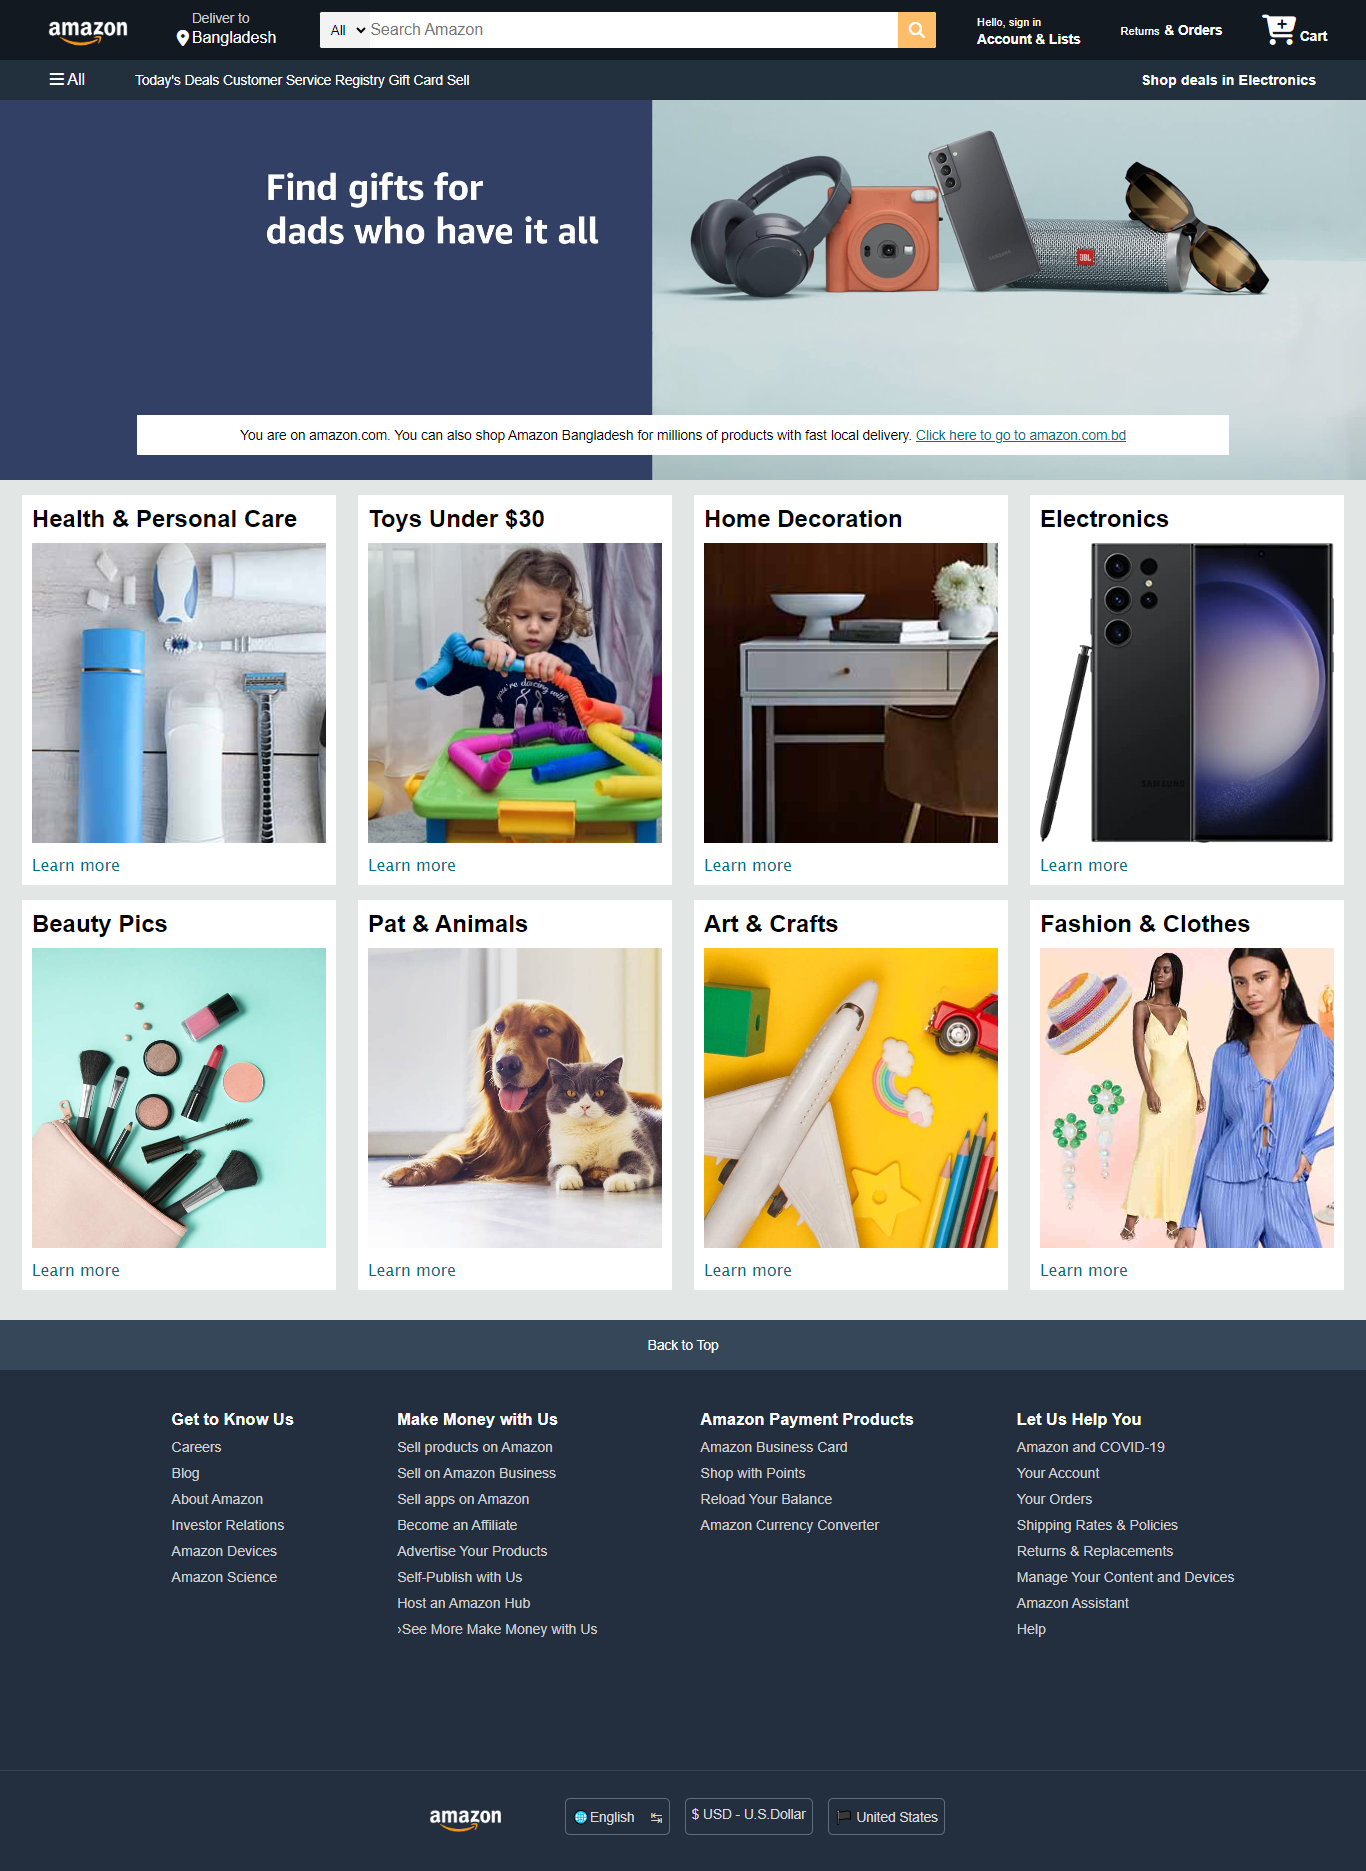 amazon
Deliver to
Bangladesh
All
Search Amazon
Hello, sign in
Account & Lists
Returns & Orders
Cart
All
Today's Deals Customer Service Registry Gift Card Sell
Shop deals in Electronics
Find gifts for
dads who have it all
SAMSUNG
JBL
You are on amazon.com. You can also shop Amazon Bangladesh for millions of products with fast local delivery. Click here to go to amazon.com.bd
Health & Personal Care
Toys Under $30
Home Decoration
Electronics
you're dancing with
SAMSUNG
Learn more
Learn more
Learn more
Learn more
Beauty Pics
Pat & Animals
Art & Crafts
Fashion & Clothes
Learn more
Learn more
Learn more
Learn more
Back to Top
Get to Know Us
Careers
Blog
About Amazon
Investor Relations
Amazon Devices
Amazon Science
Make Money with Us
Sell products on Amazon
Sell on Amazon Business
Sell apps on Amazon
Become an Affiliate
Advertise Your Products
Self-Publish with Us
Host an Amazon Hub
›See More Make Money with Us
Amazon Payment Products
Amazon Business Card
Shop with Points
Reload Your Balance
Amazon Currency Converter
Let Us Help You
Amazon and COVID-19
Your Account
Your Orders
Shipping Rates & Policies
Returns & Replacements
Manage Your Content and Devices
Amazon Assistant
Help
amazon
English
$ USD - U.S.Dollar
United States